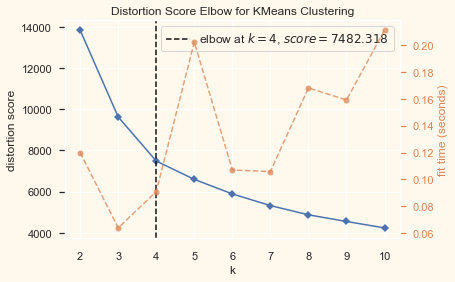 Distortion Score Elbow for KMeans Clustering
elbow at k = 4, score = 7482.318
14000
12000
10000
8000
6000
4000
distortion score
0.20
0.18
0.16
0.14
0.12
0.10
0.08
0.06
fit time (seconds)
2 3 4 5 6 7 8 9 10
k